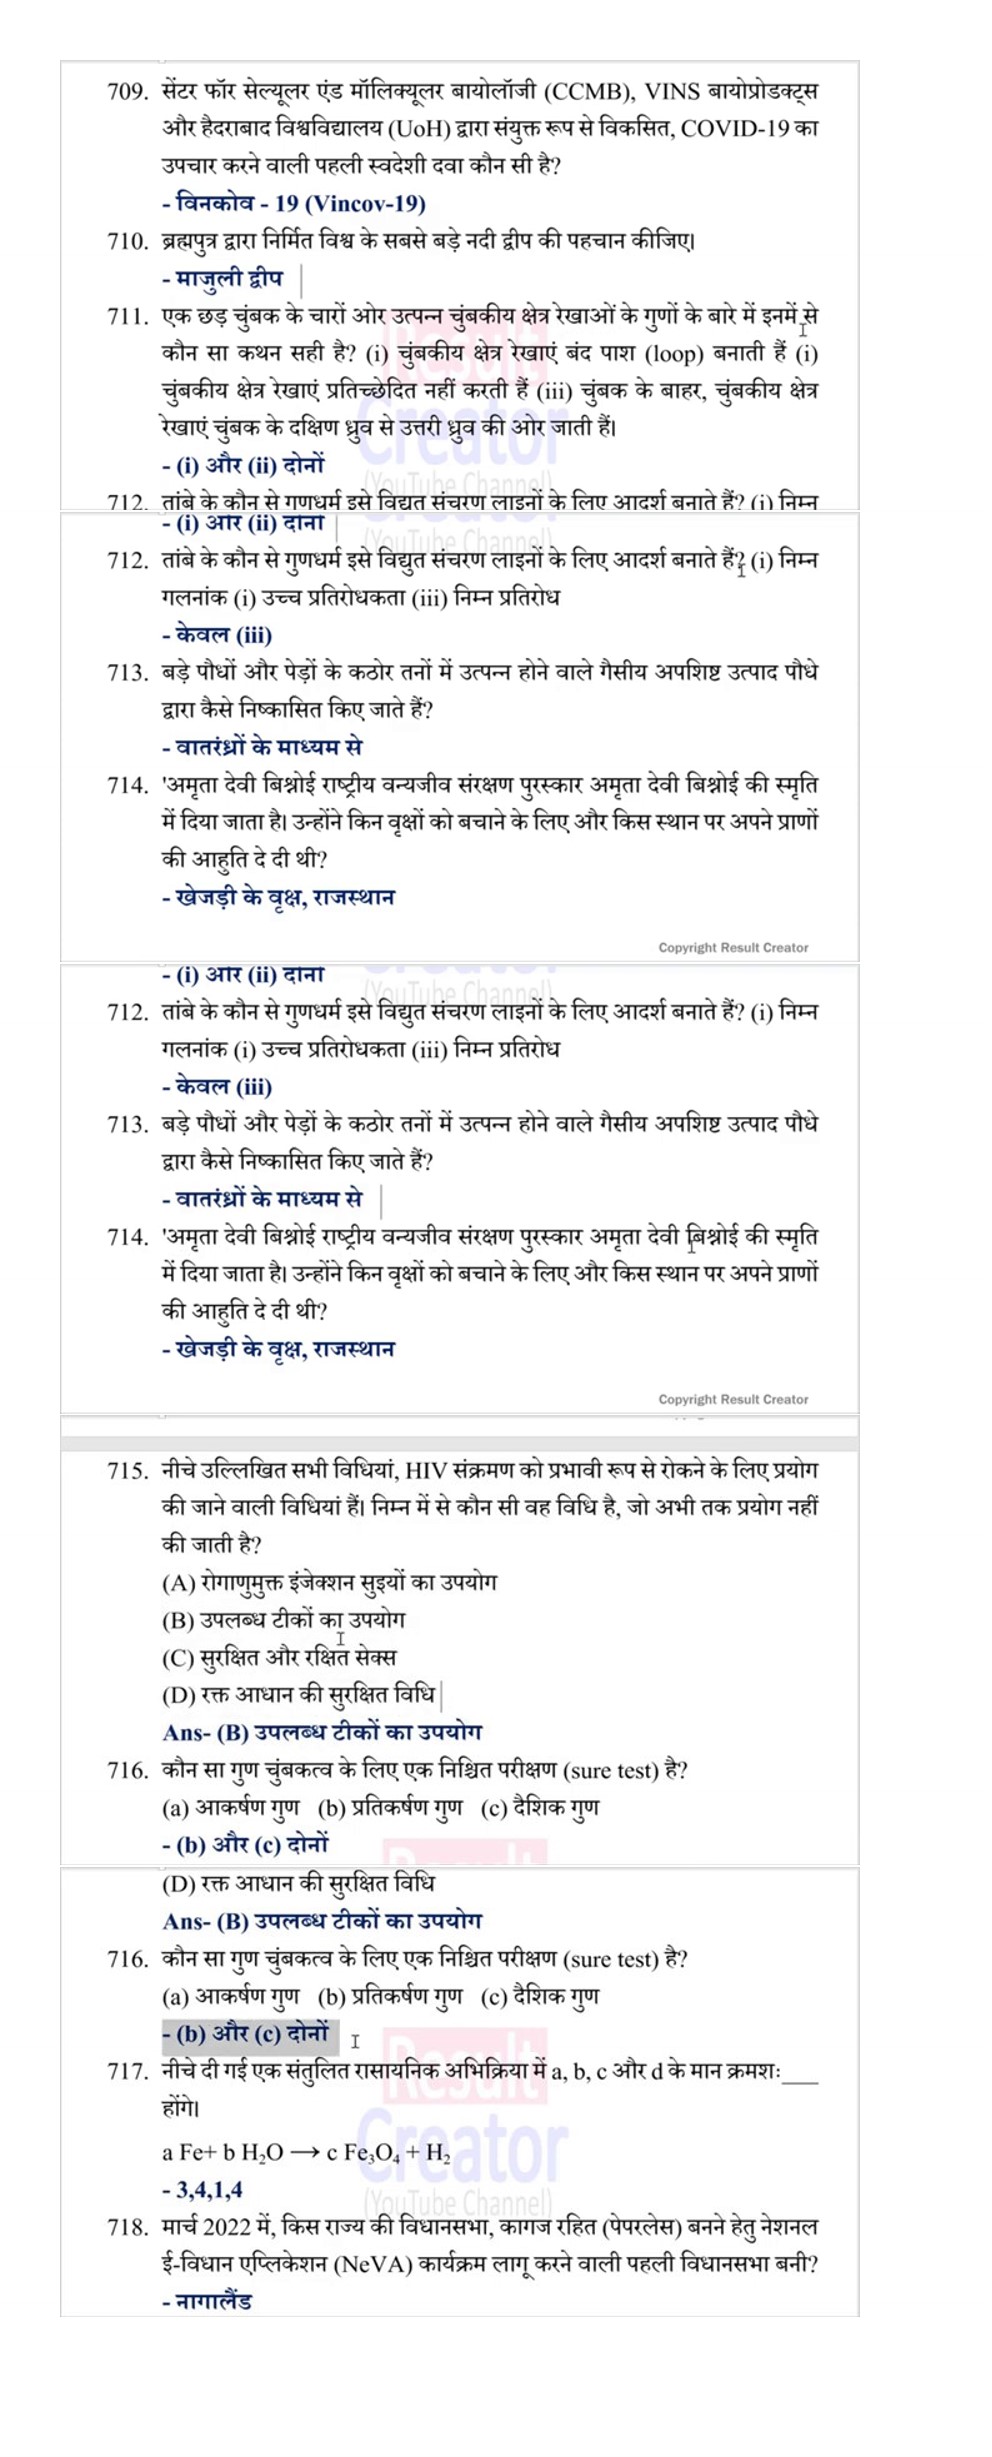 709. सेंटर फॉर सेल्यूलर एंड मॉलिक्यूलर बायोलॉजी (CCMB), VINS बायोप्रोडक्ट्स
और हैदराबाद विश्वविद्यालय (UoH) द्वारा संयुक्त रूप से विकसित, COVID-19 का
उपचार करने वाली पहली स्वदेशी दवा कौन सी है?
- विनकोव - 19 (Vincov-19)
710. ब्रह्मपुत्र द्वारा निर्मित विश्व के सबसे बड़े नदी द्वीप की पहचान कीजिए।
- माजुली द्वीप
711. एक छड़ चुंबक के चारों ओर उत्पन्न चुंबकीय क्षेत्र रेखाओं के गुणों के बारे में इनमें से
कौन सा कथन सही है? (i) चुंबकीय क्षेत्र रेखाएं बंद पाश (loop) बनाती हैं (i)
चुंबकीय क्षेत्र रेखाएं प्रतिच्छेदित नहीं करती हैं (iii) चुंबक के बाहर, चुंबकीय क्षेत्र
रेखाएं चुंबक के दक्षिण ध्रुव से उत्तरी ध्रुव की ओर जाती हैं।
- (i) और (ii) दोनों
712. तांबे के कौन से गुणधर्म इसे विद्युत संचरण लाइनों के लिए आदर्श बनाते हैं? (i) निम्न
- (i) और (ii) दोनों
712. तांबे के कौन से गुणधर्म इसे विद्युत संचरण लाइनों के लिए आदर्श बनाते हैं? (i) निम्न
गलनांक (i) उच्च प्रतिरोधकता (iii) निम्न प्रतिरोध
- केवल (iii)
713. बड़े पौधों और पेड़ों के कठोर तनों में उत्पन्न होने वाले गैसीय अपशिष्ट उत्पाद पौधे
द्वारा कैसे निष्कासित किए जाते हैं?
- वातरंध्रों के माध्यम से
714. 'अमृता देवी बिश्नोई राष्ट्रीय वन्यजीव संरक्षण पुरस्कार अमृता देवी बिश्नोई की स्मृति
में दिया जाता है। उन्होंने किन वृक्षों को बचाने के लिए और किस स्थान पर अपने प्राणों
की आहुति दे दी थी?
- खेजड़ी के वृक्ष, राजस्थान
Copyright Result Creator
- (i) और (ii) दोनों
712. तांबे के कौन से गुणधर्म इसे विद्युत संचरण लाइनों के लिए आदर्श बनाते हैं? (i) निम्न
गलनांक (i) उच्च प्रतिरोधकता (iii) निम्न प्रतिरोध
- केवल (iii)
713. बड़े पौधों और पेड़ों के कठोर तनों में उत्पन्न होने वाले गैसीय अपशिष्ट उत्पाद पौधे
द्वारा कैसे निष्कासित किए जाते हैं?
- वातरंध्रों के माध्यम से
714. 'अमृता देवी बिश्नोई राष्ट्रीय वन्यजीव संरक्षण पुरस्कार अमृता देवी बिश्नोई की स्मृति
में दिया जाता है। उन्होंने किन वृक्षों को बचाने के लिए और किस स्थान पर अपने प्राणों
की आहुति दे दी थी?
- खेजड़ी के वृक्ष, राजस्थान
Copyright Result Creator
715. नीचे उल्लिखित सभी विधियां, HIV संक्रमण को प्रभावी रूप से रोकने के लिए प्रयोग
की जाने वाली विधियां हैं। निम्न में से कौन सी वह विधि है, जो अभी तक प्रयोग नहीं
की जाती है?
(A) रोगाणुमुक्त इंजेक्शन सुइयों का उपयोग
(B) उपलब्ध टीकों का उपयोग
(C) सुरक्षित और रक्षित सेक्स
(D) रक्त आधान की सुरक्षित विधि
Ans- (B) उपलब्ध टीकों का उपयोग
716. कौन सा गुण चुंबकत्व के लिए एक निश्चित परीक्षण (sure test) है?
(a) आकर्षण गुण (b) प्रतिकर्षण गुण (c) दैशिक गुण
- (b) और (c) दोनों
(D) रक्त आधान की सुरक्षित विधि
Ans- (B) उपलब्ध टीकों का उपयोग
716. कौन सा गुण चुंबकत्व के लिए एक निश्चित परीक्षण (sure test) है?
(a) आकर्षण गुण (b) प्रतिकर्षण गुण (c) दैशिक गुण
- (b) और (c) दोनों
717. नीचे दी गई एक संतुलित रासायनिक अभिक्रिया में a, b, c और d के मान क्रमशः____
होंगे।
a Fe+ b H₂O ⟶ c Fe₃O₄ + H₂
- 3,4,1,4
718. मार्च 2022 में, किस राज्य की विधानसभा, कागज रहित (पेपरलेस) बनने हेतु नेशनल
ई-विधान एप्लिकेशन (NeVA) कार्यक्रम लागू करने वाली पहली विधानसभा बनी?
- नागालैंड